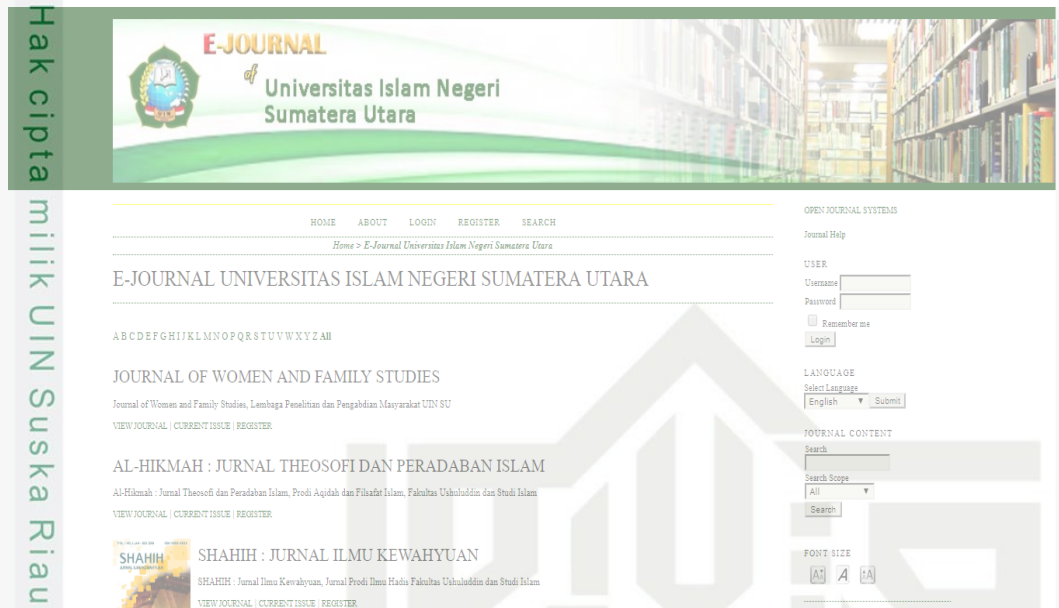 Hak cipta milik UIN Suska Riau
E-JOURNAL
of
Universitas Islam Negeri
Sumatera Utara
HOME ABOUT LOGIN REGISTER SEARCH
Home > E-Journal Universitas Islam Negeri Sumatera Utara
E-JOURNAL UNIVERSITAS ISLAM NEGERI SUMATERA UTARA
A B C D E F G H I J K L M N O P Q R S T U V W X Y Z All
JOURNAL OF WOMEN AND FAMILY STUDIES
Journal of Women and Family Studies, Lembaga Penelitian dan Pengabdian Masyarakat UIN SU
VIEW JOURNAL | CURRENT ISSUE | REGISTER
AL-HIKMAH : JURNAL THEOSOFI DAN PERADABAN ISLAM
Al-Hikmah : Jurnal Theosofi dan Peradaban Islam, Prodi Aqidah dan Filsafat Islam, Fakultas Ushuluddin dan Studi Islam
VIEW JOURNAL | CURRENT ISSUE | REGISTER
SHAHIH
SHAHIH : JURNAL ILMU KEWAHYUAN
SHAHIH : Jurnal Ilmu Kewahyuan, Jurnal Prodi Ilmu Hadis Fakultas Ushuluddin dan Studi Islam
VIEW JOURNAL | CURRENT ISSUE | REGISTER
OPEN JOURNAL SYSTEMS
Journal Help
USER
Username
Password
Remember me
Login
LANGUAGE
Select Language
English Submit
JOURNAL CONTENT
Search
Search Scope
All
Search
FONT SIZE
A A A